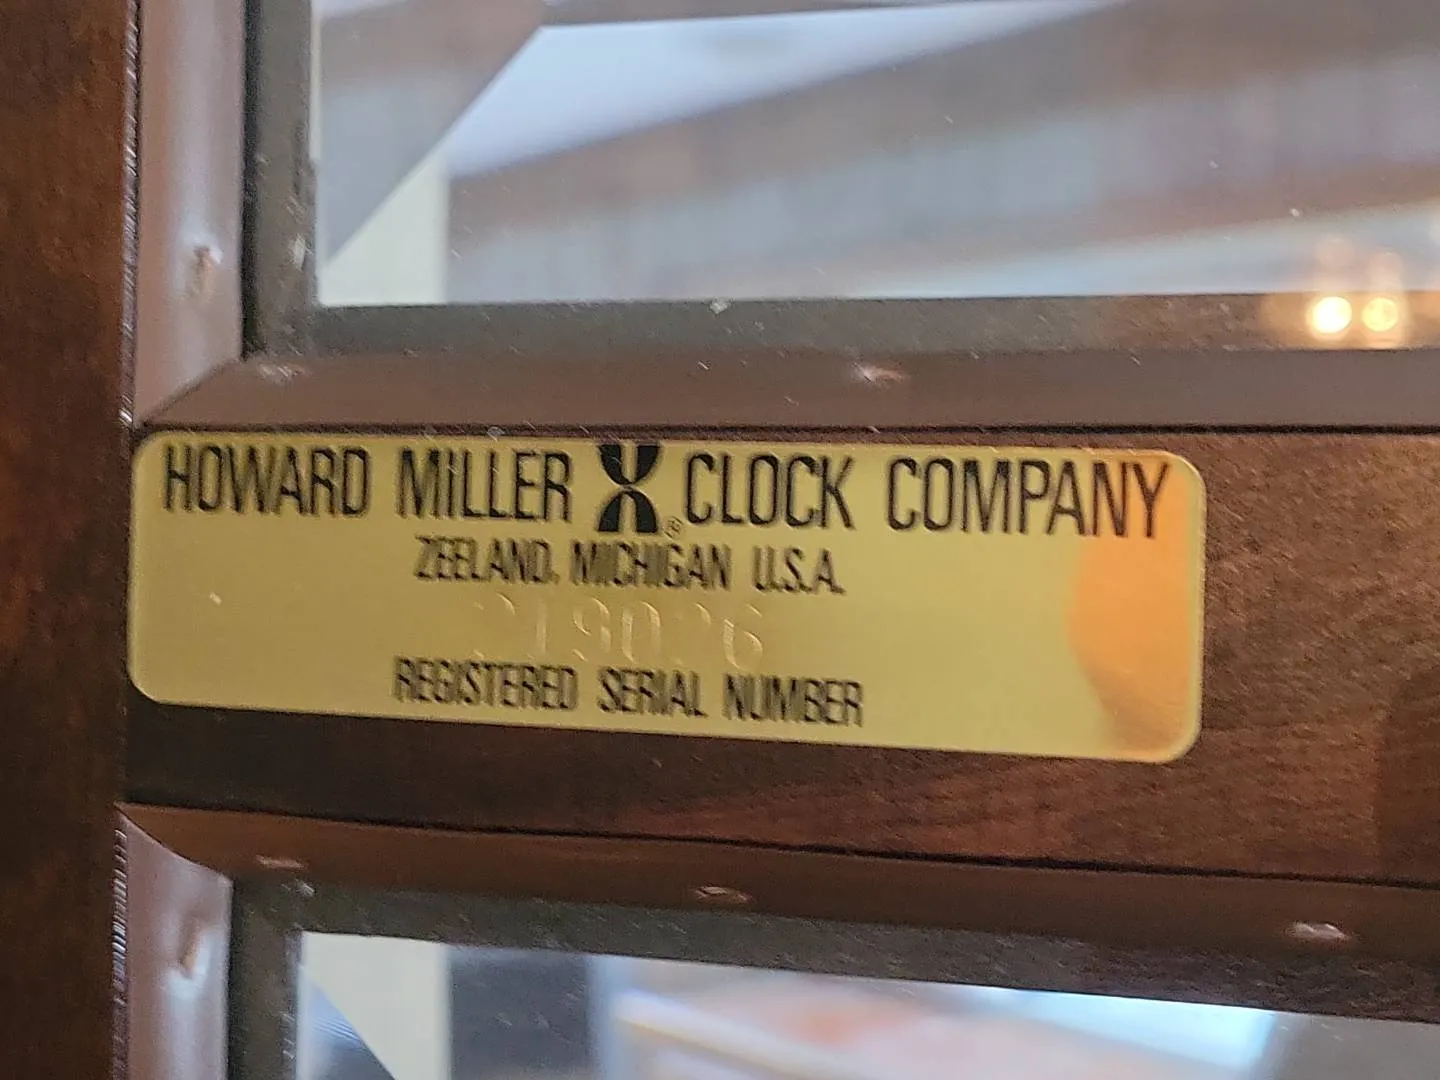 HOWARD MILLER ® CLOCK COMPANY
ZEELAND, MICHIGAN U.S.A.
REGISTERED SERIAL NUMBER